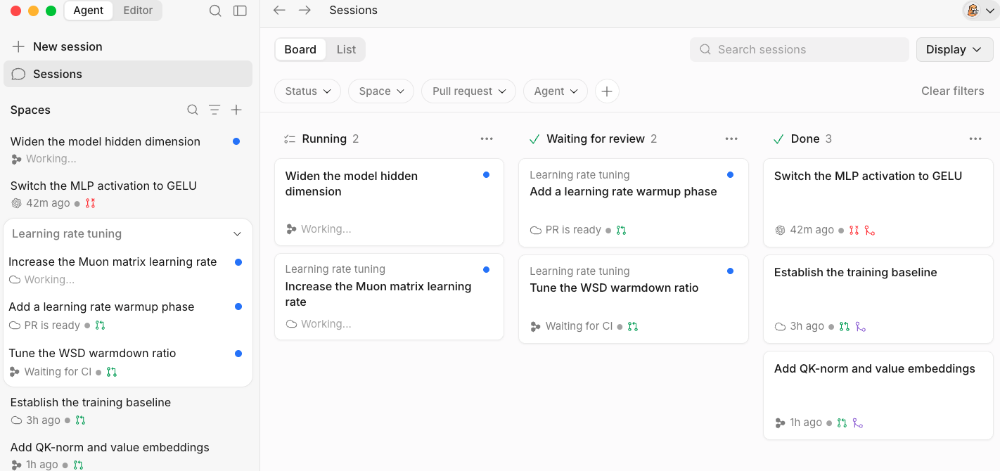 Agent
Editor
New session
Sessions
Spaces
Widen the model hidden dimension
Working...
Switch the MLP activation to GELU
42m ago
Learning rate tuning
Increase the Muon matrix learning rate
Working...
Add a learning rate warmup phase
PR is ready
Tune the WSD warmdown ratio
Waiting for CI
Establish the training baseline
3h ago
Add QK-norm and value embeddings
1h ago
Sessions
Board
List
Search sessions
Display
Status
Space
Pull request
Agent
Clear filters
Running 2
Widen the model hidden
dimension
Working...
Learning rate tuning
Increase the Muon matrix learning
rate
Working...
Waiting for review 2
Learning rate tuning
Add a learning rate warmup phase
PR is ready
Learning rate tuning
Tune the WSD warmdown ratio
Waiting for CI
Done 3
Switch the MLP activation to GELU
42m ago
Establish the training baseline
3h ago
Add QK-norm and value embeddings
1h ago